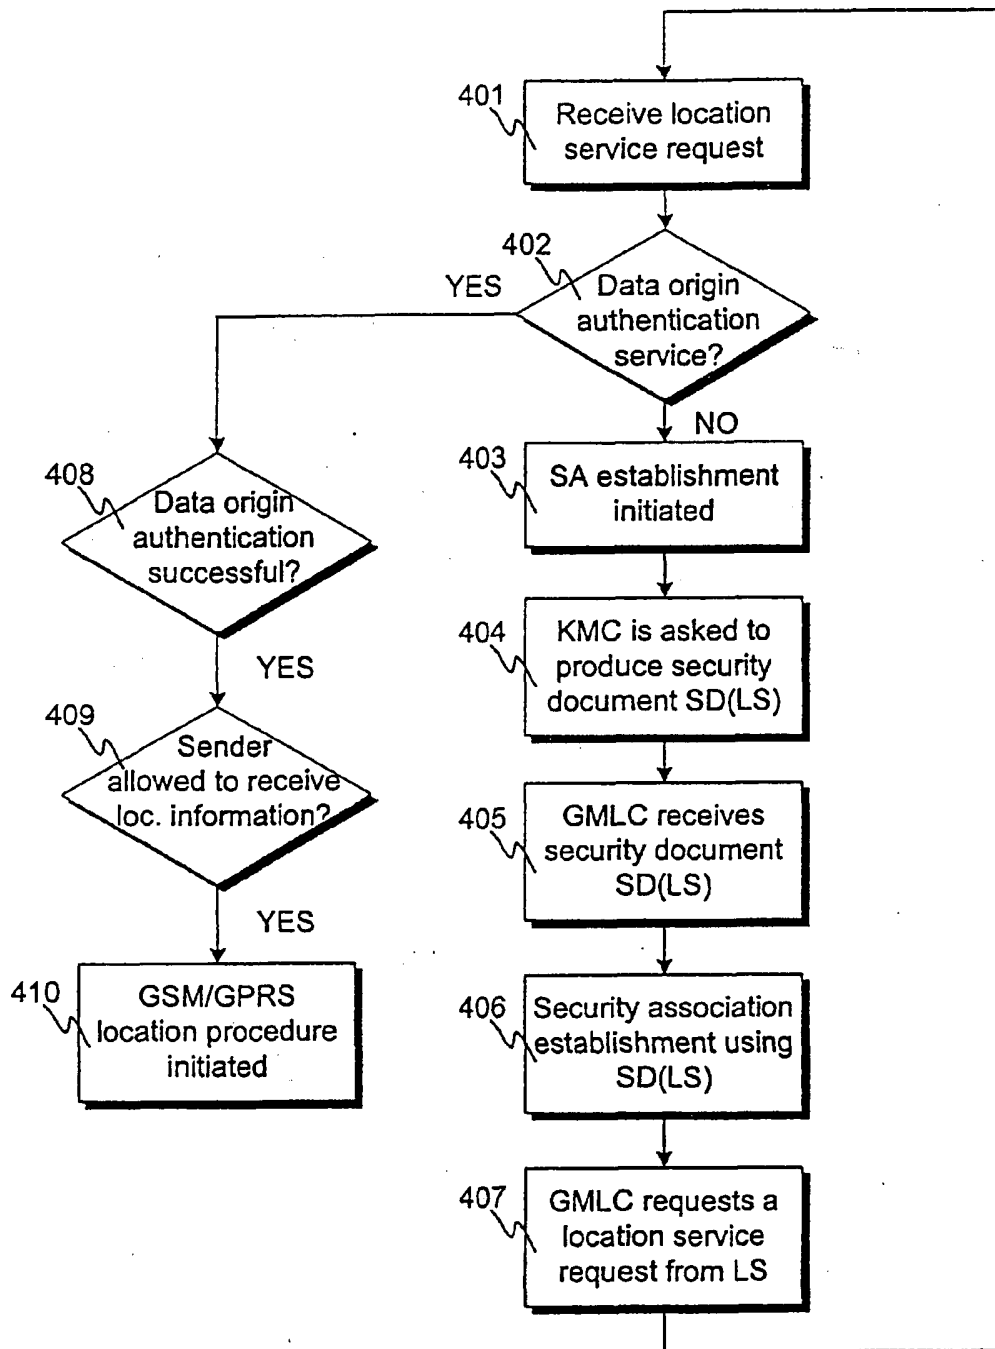 401
Receive location
service request
402
YES
Data origin
authentication
service?
NO
408
Data origin
authentication
successful?
403
SA establishment
initiated
YES
404
KMC is asked to
produce security
document SD(LS)
409
Sender
allowed to receive
loc. information?
405
GMLC receives
security document
SD(LS)
YES
410
GSM/GPRS
location procedure
initiated
406
Security association
establishment using
SD(LS)
407
GMLC requests a
location service
request from LS